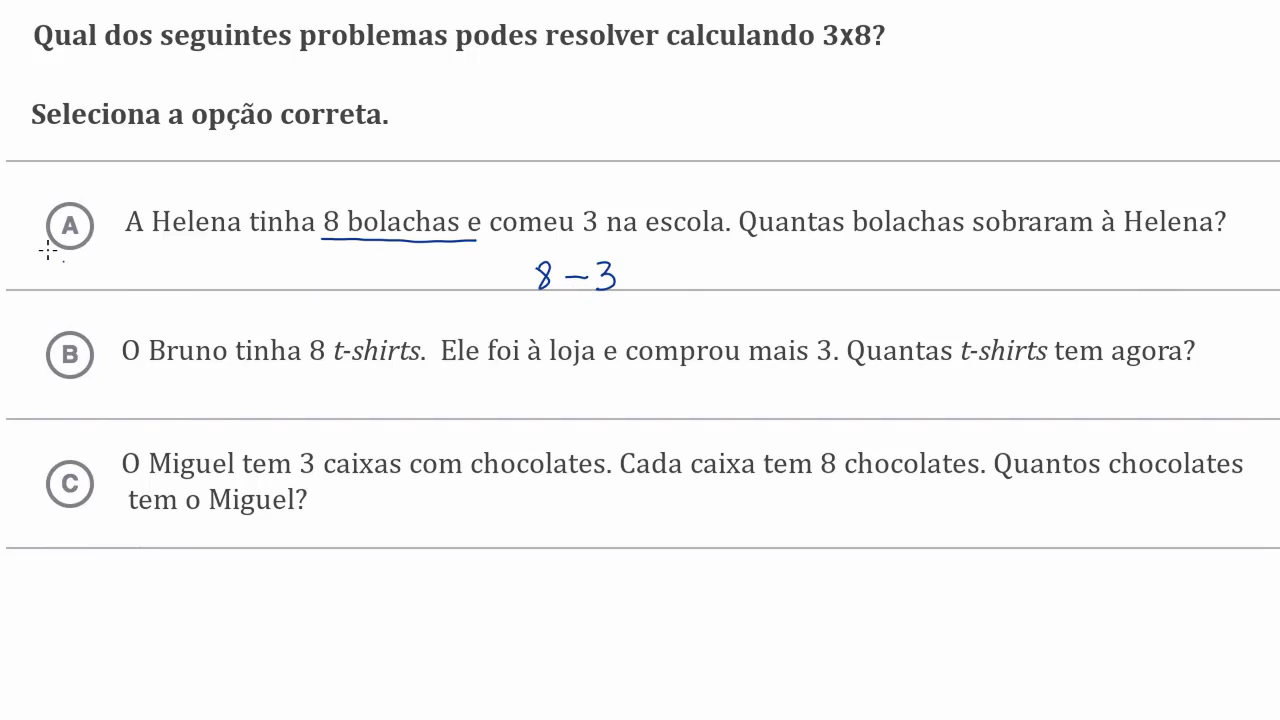 Qual dos seguintes problemas podes resolver calculando 3x8?
Seleciona a opção correta.
A A Helena tinha 8 bolachas e comeu 3 na escola. Quantas bolachas sobraram à Helena?
8 – 3
B O Bruno tinha 8 t-shirts. Ele foi à loja e comprou mais 3. Quantas t-shirts tem agora?
C O Miguel tem 3 caixas com chocolates. Cada caixa tem 8 chocolates. Quantos chocolates
tem o Miguel?